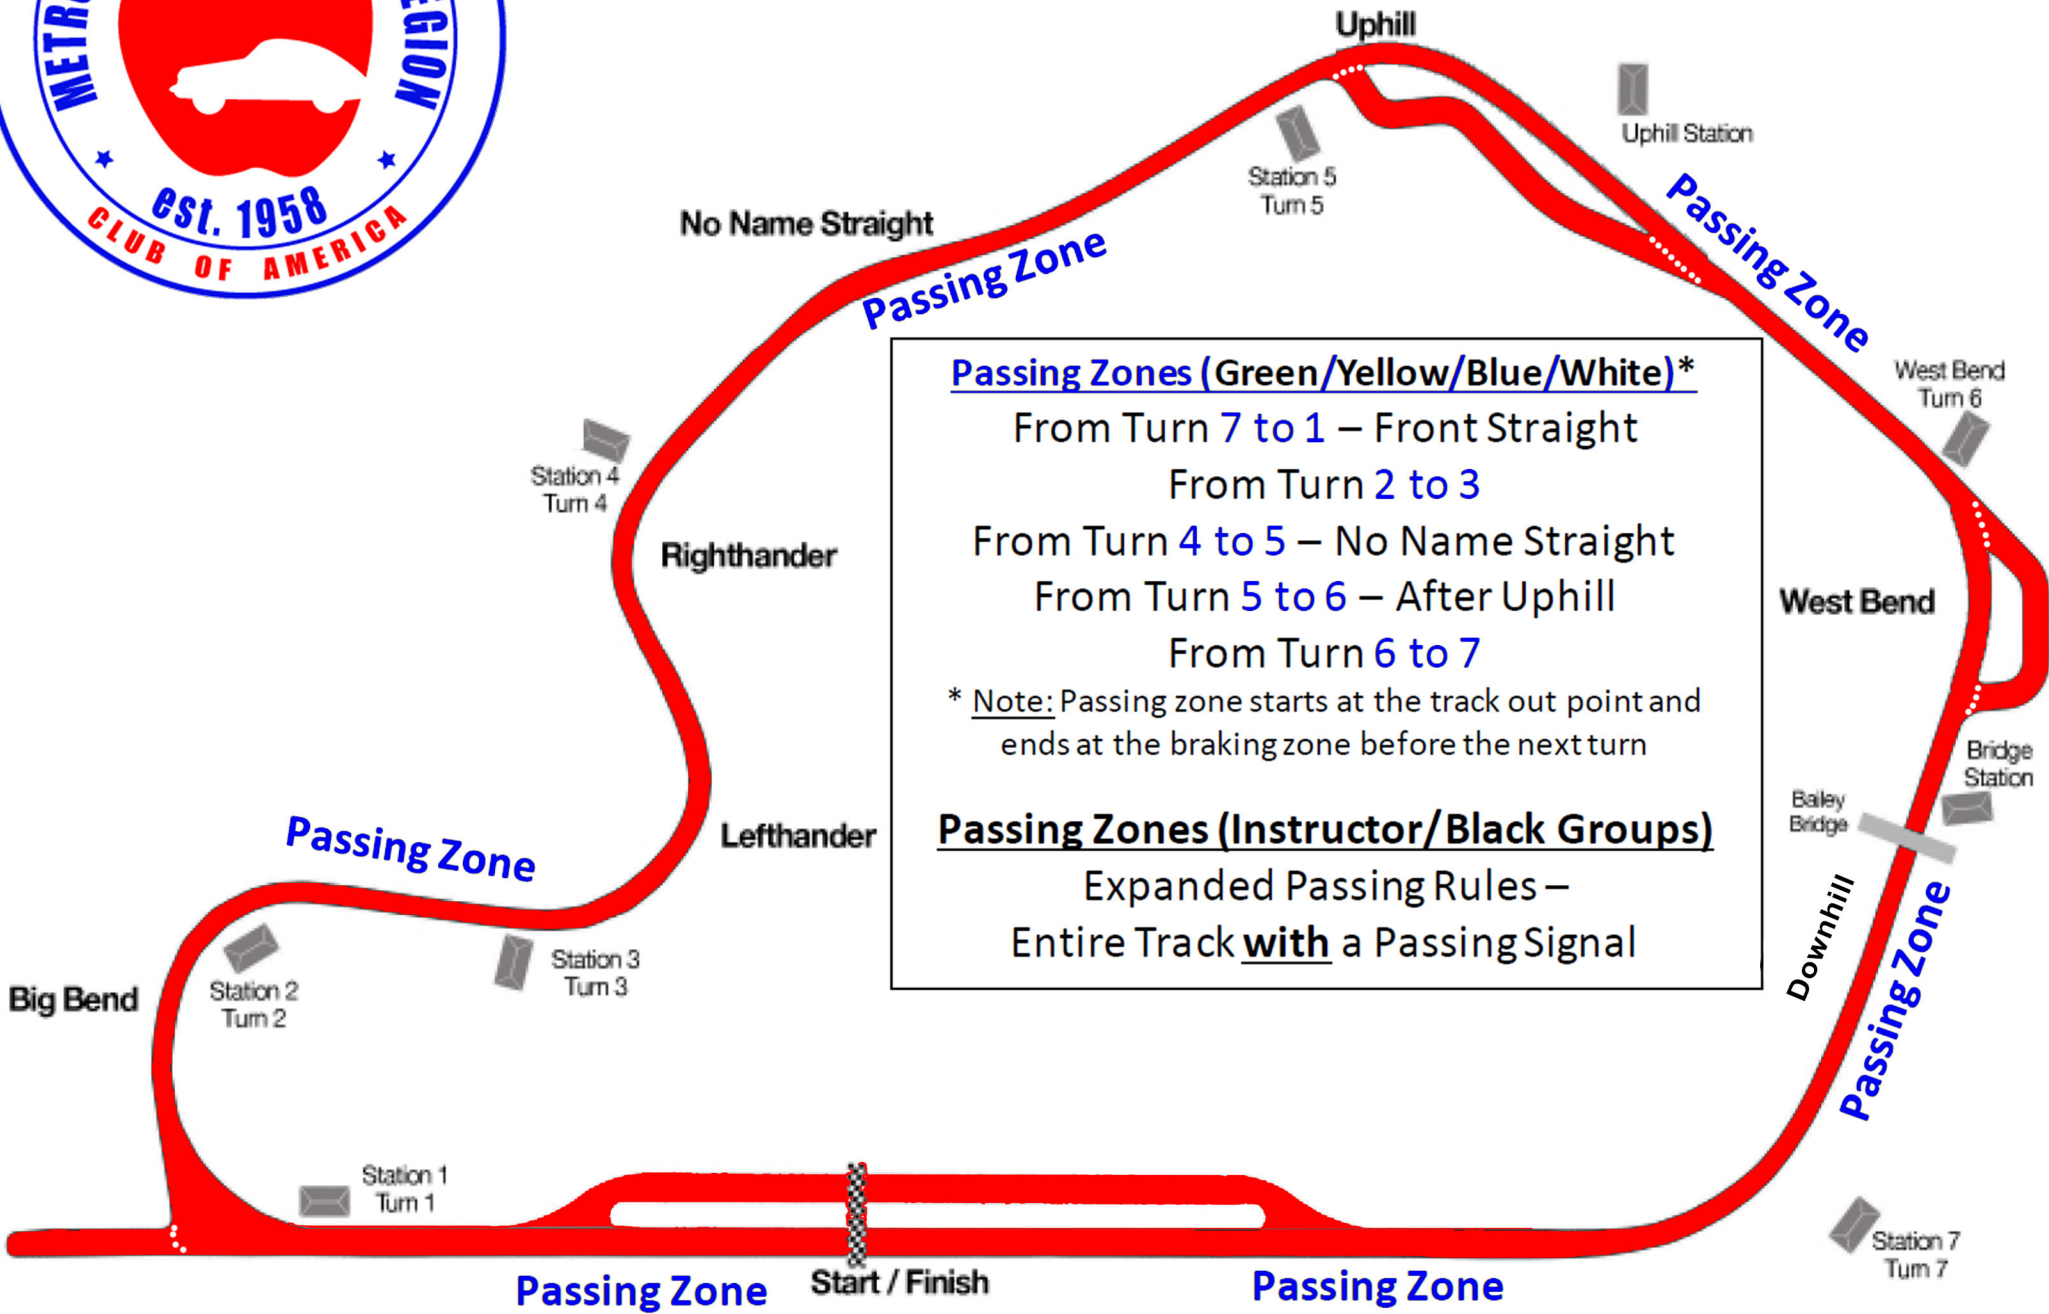 est. 1958
CLUB OF AMERICA
Uphill
Uphill Station
Station 5
Turn 5
No Name Straight
Passing Zone
Passing Zone
West Bend
Turn 6
Station 4
Turn 4
Righthander
West Bend
Passing Zones (Green/Yellow/Blue/White)*
From Turn 7 to 1 – Front Straight
From Turn 2 to 3
From Turn 4 to 5 – No Name Straight
From Turn 5 to 6 – After Uphill
From Turn 6 to 7
* Note: Passing zone starts at the track out point and
ends at the braking zone before the next turn
Passing Zones (Instructor/Black Groups)
Expanded Passing Rules –
Entire Track with a Passing Signal
Bridge
Station
Bailey
Bridge
Lefthander
Passing Zone
Downhill
Passing Zone
Station 3
Turn 3
Station 2
Turn 2
Big Bend
Station 1
Turn 1
Station 7
Turn 7
Passing Zone
Start / Finish
Passing Zone